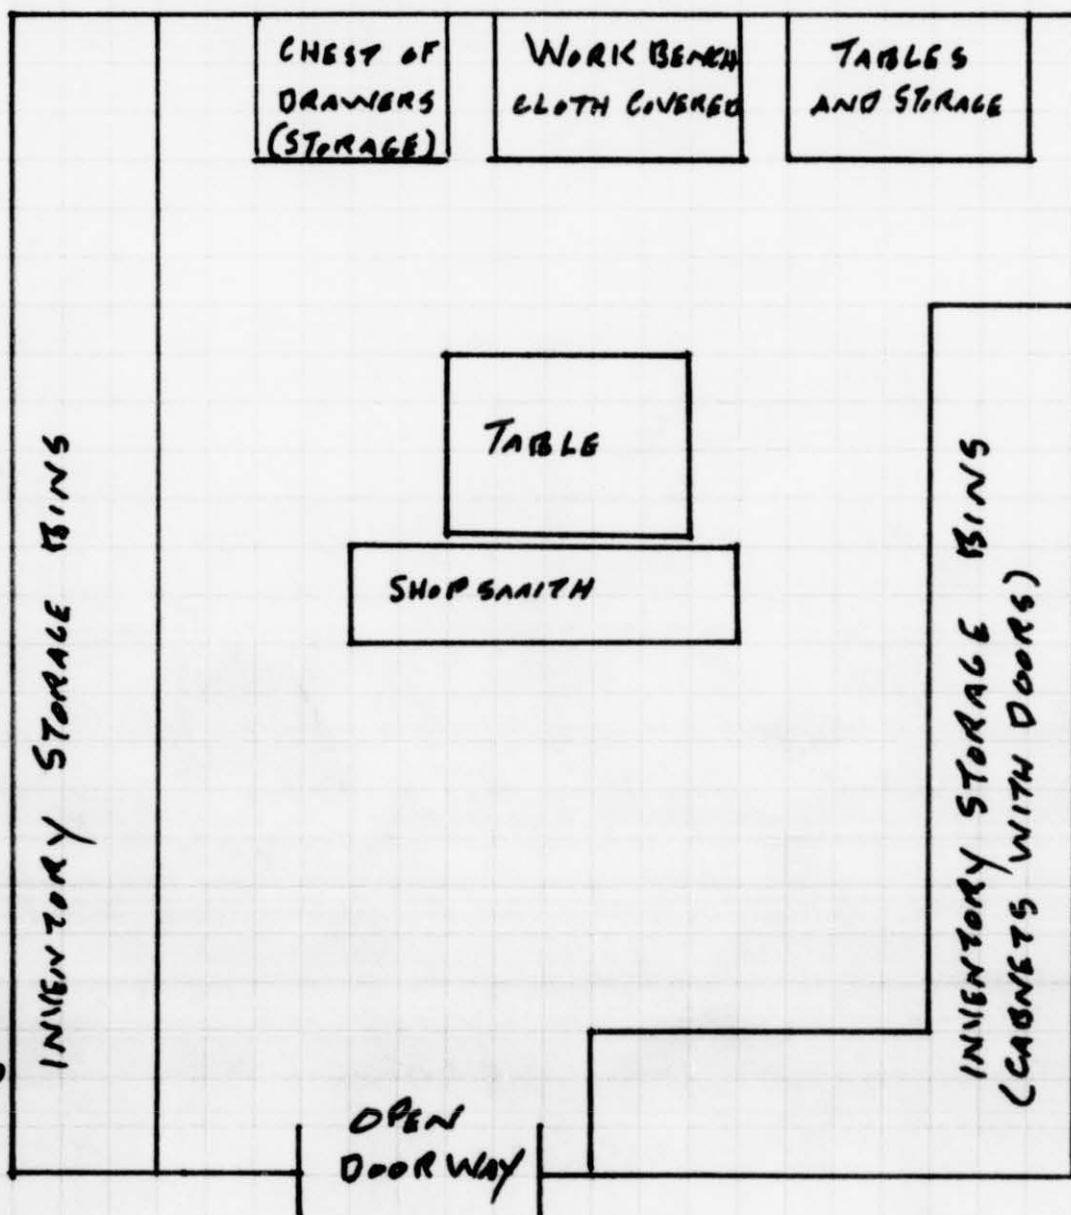 CHEST OF
DRAWERS
(STORAGE)
WORK BENCH
CLOTH COVERED
TABLES
AND STORAGE
TABLE
SHOPSMITH
INVENTORY STORAGE BINS
INVENTORY STORAGE BINS
(CABNETS WITH DOORS)
OPEN
DOORWAY